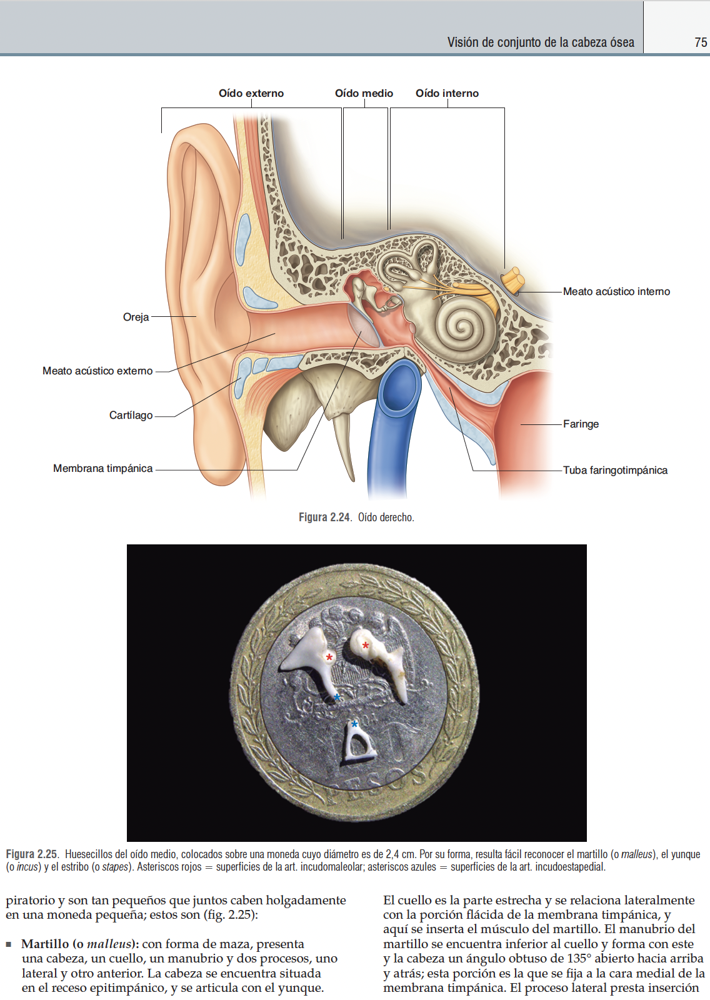 Visión de conjunto de la cabeza ósea 75
Oído externo Oído medio Oído interno
Meato acústico interno
Oreja
Meato acústico externo
Cartílago
Faringe
Membrana timpánica
Tuba faringotimpánica
Figura 2.24. Oído derecho.
*
*
*
*
PESOS
Figura 2.25. Huesecillos del oído medio, colocados sobre una moneda cuyo diámetro es de 2,4 cm. Por su forma, resulta fácil reconocer el martillo (o malleus), el yunque
(o incus) y el estribo (o stapes). Asteriscos rojos = superficies de la art. incudomaleolar; asteriscos azules = superficies de la art. incudoestapedial.
piratorio y son tan pequeños que juntos caben holgadamente
en una moneda pequeña; estos son (fig. 2.25):
■ Martillo (o malleus): con forma de maza, presenta
una cabeza, un cuello, un manubrio y dos procesos, uno
lateral y otro anterior. La cabeza se encuentra situada
en el receso epitimpánico, y se articula con el yunque.
El cuello es la parte estrecha y se relaciona lateralmente
con la porción flácida de la membrana timpánica, y
aquí se inserta el músculo del martillo. El manubrio del
martillo se encuentra inferior al cuello y forma con este
y la cabeza un ángulo obtuso de 135° abierto hacia arriba
y atrás; esta porción es la que se fija a la cara medial de la
membrana timpánica. El proceso lateral presta inserción